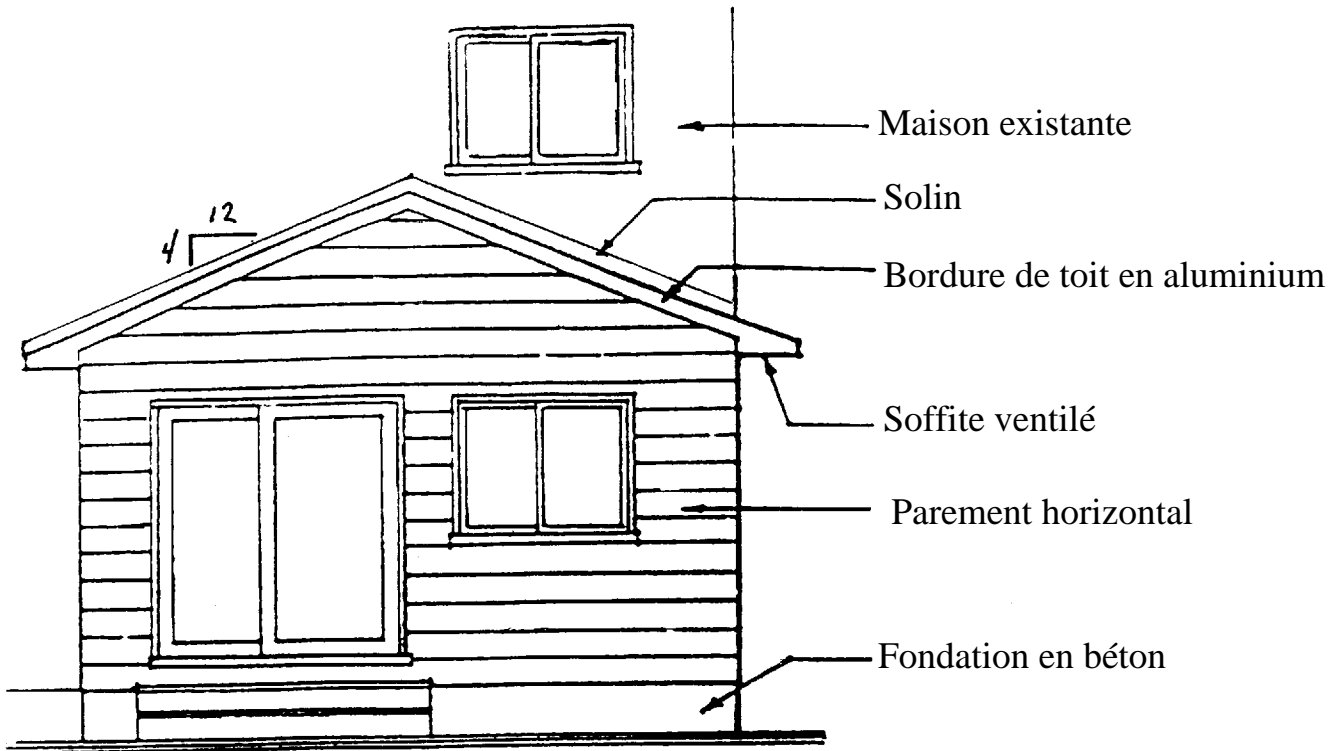 Maison existante
Solin
12
4
Bordure de toit en aluminium
Soffite ventilé
Parement horizontal
Fondation en béton